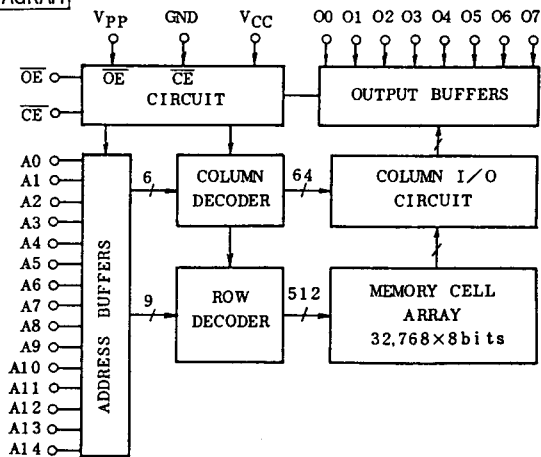 AGRAM
VPP GND VCC O0 O1 O2 O3 O4 O5 O6 O7
OE OE CE
CIRCUIT
OUTPUT BUFFERS
CE
A0
A1
A2
A3
A4
A5
A6
A7
A8
A9
A10
A11
A12
A13
A14
ADDRESS BUFFERS
6
COLUMN
DECODER
64
COLUMN I/O
CIRCUIT
9
ROW
DECODER
512
MEMORY CELL
ARRAY
32,768×8bits